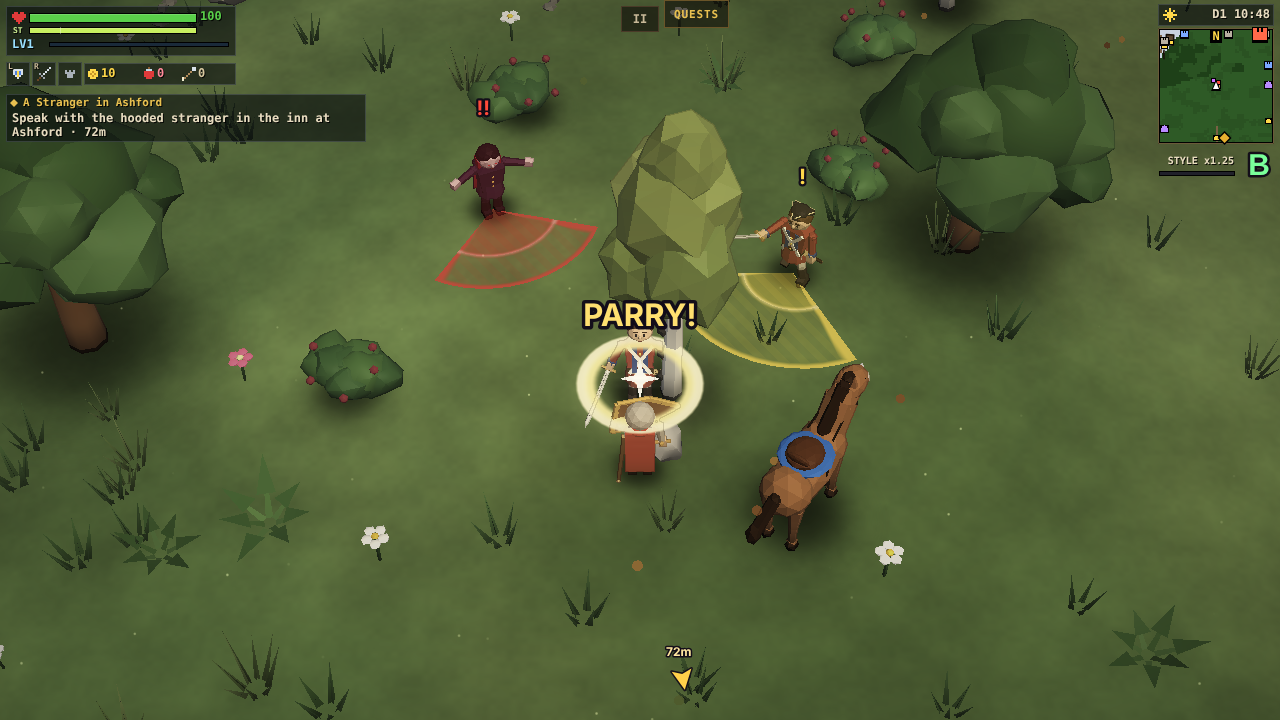 100
ST
LV1
L
R
10
0
0
◆ A Stranger in Ashford
Speak with the hooded stranger in the inn at
Ashford · 72m
II
QUESTS
D1 10:48
N
STYLE x1.25
B
!!
!
PARRY!
72m